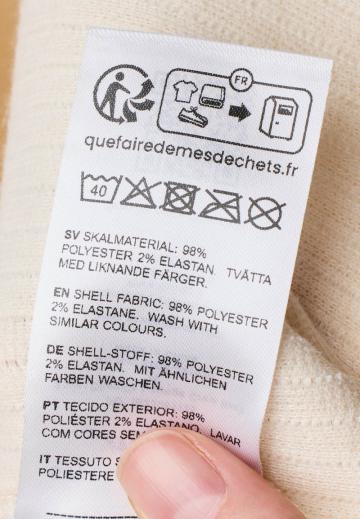 FR
quefairedemesdechets.fr
40
SV SKALMATERIAL: 98%
POLYESTER 2% ELASTAN. TVÄTTA
MED LIKNANDE FÄRGER.
EN SHELL FABRIC: 98% POLYESTER
2% ELASTANE. WASH WITH
SIMILAR COLOURS.
DE SHELL-STOFF: 98% POLYESTER
2% ELASTAN. MIT ÄHNLICHEN
FARBEN WASCHEN.
PT TECIDO EXTERIOR: 98%
POLIÉSTER 2% ELASTANO. LAVAR
COM CORES
IT TESSUTO
POLIESTERE